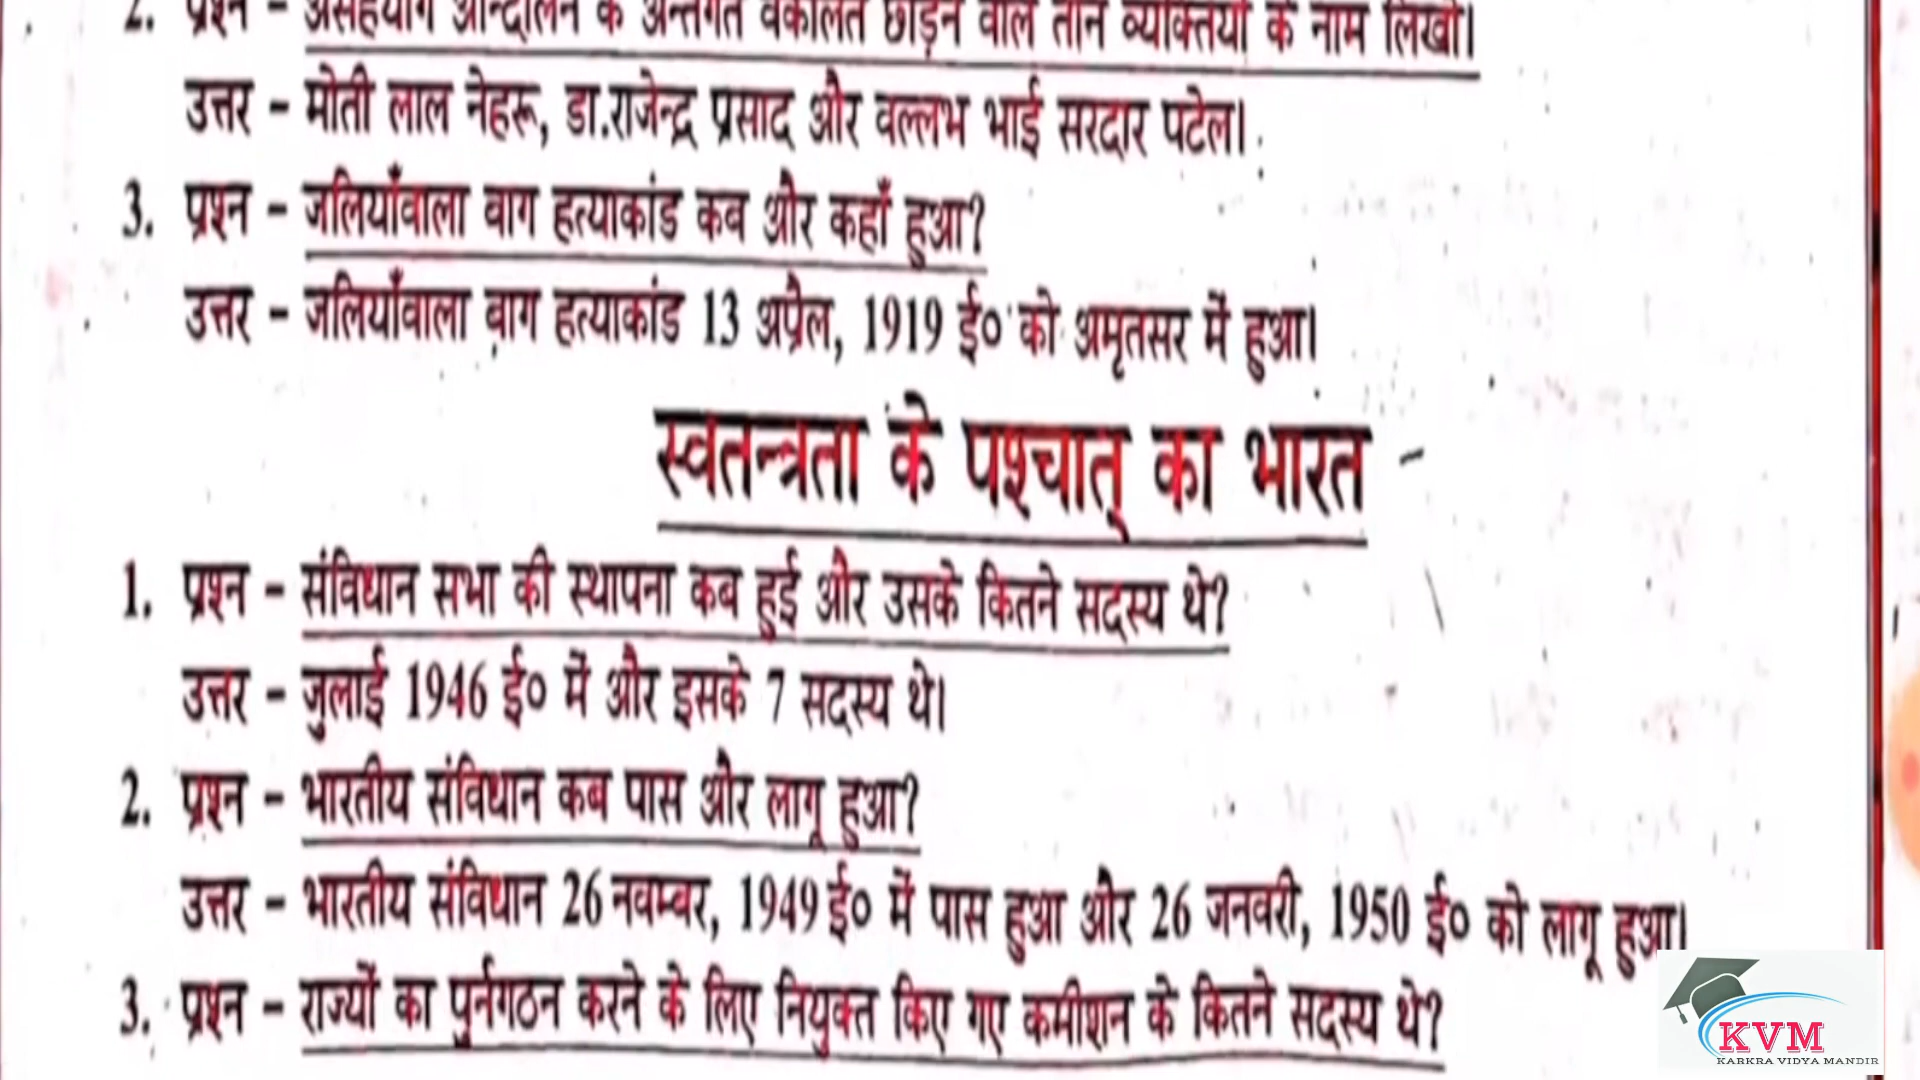 2. प्रश्न - असहयोग आन्दोलन के अन्तर्गत वकालत छोड़ने वाले तीन व्यक्तियों के नाम लिखो।
उत्तर - मोती लाल नेहरू, डा.राजेन्द्र प्रसाद और वल्लभ भाई सरदार पटेल।
3. प्रश्न - जलियाँवाला वाग हत्याकांड कव और कहाँ हुआ?
उत्तर - जलियाँवाला वाग हत्याकांड 13 अप्रैल, 1919 ई० को अमृतसर में हुआ।
स्वतन्त्रता के पश्चात् का भारत -
1. प्रश्न - संविधान सभा की स्थापना कब हुई और उसके कितने सदस्य थे?
उत्तर - जुलाई 1946 ई० में और इसके 7 सदस्य थे।
2. प्रश्न - भारतीय संविधान कब पास और लागू हुआ?
उत्तर - भारतीय संविधान 26 नवम्बर, 1949 ई० में पास हुआ और 26 जनवरी, 1950 ई० को लागू हुआ।
3. प्रश्न - राज्यों का पुर्नगठन करने के लिए नियुक्त किए गए कमीशन के कितने सदस्य थे?
KVM
KARKRA VIDYA MANDIR